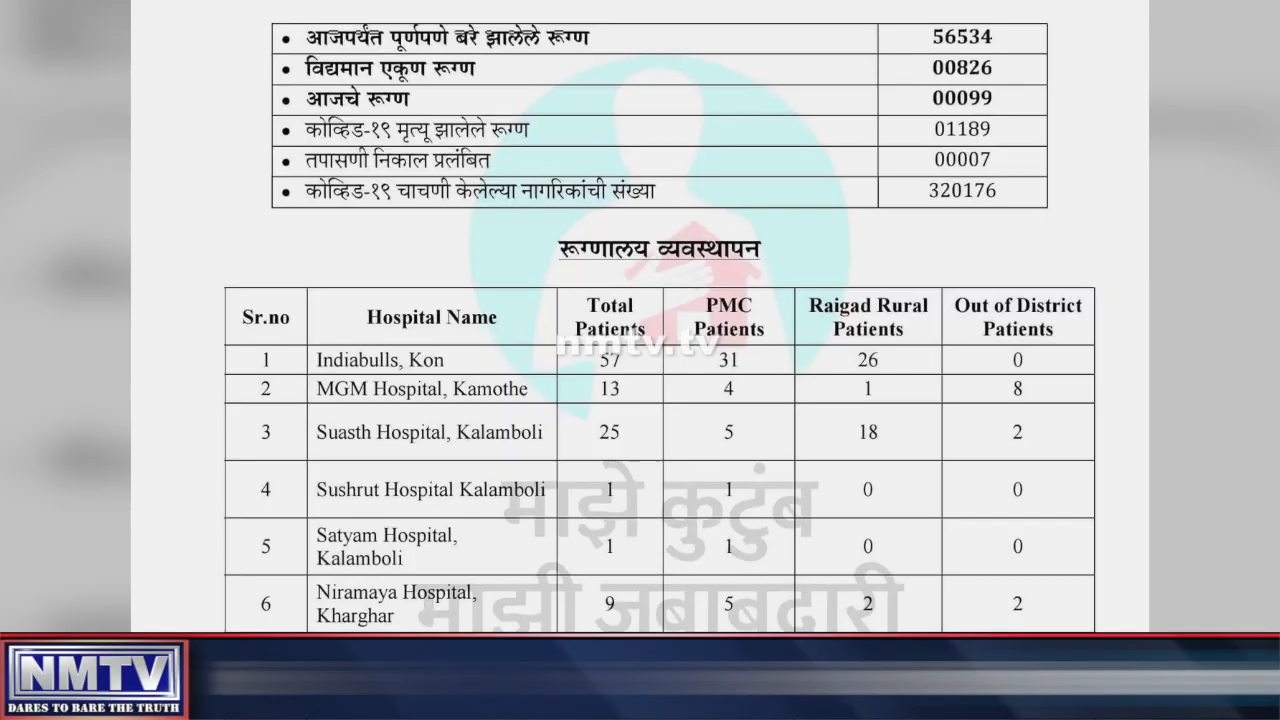 • आजपर्यंत पूर्णपणे बरे झालेले रूग्ण 56534
• विद्यमान एकूण रूग्ण 00826
• आजचे रूग्ण 00099
• कोव्हिड-१९ मृत्यू झालेले रूग्ण 01189
• तपासणी निकाल प्रलंबित 00007
• कोव्हिड-१९ चाचणी केलेल्या नागरिकांची संख्या 320176
रूग्णालय व्यवस्थापन
Sr.no Hospital Name Total Patients PMC Patients Raigad Rural Patients Out of District Patients
nmtv.tv
1 Indiabulls, Kon 57 31 26 0
2 MGM Hospital, Kamothe 13 4 1 8
3 Suasth Hospital, Kalamboli 25 5 18 2
माझे कुटुंब
4 Sushrut Hospital Kalamboli 1 1 0 0
5 Satyam Hospital, Kalamboli 1 1 0 0
माझी जबाबदारी
6 Niramaya Hospital, Kharghar 9 5 2 2
NMTV
DARES TO BARE THE TRUTH